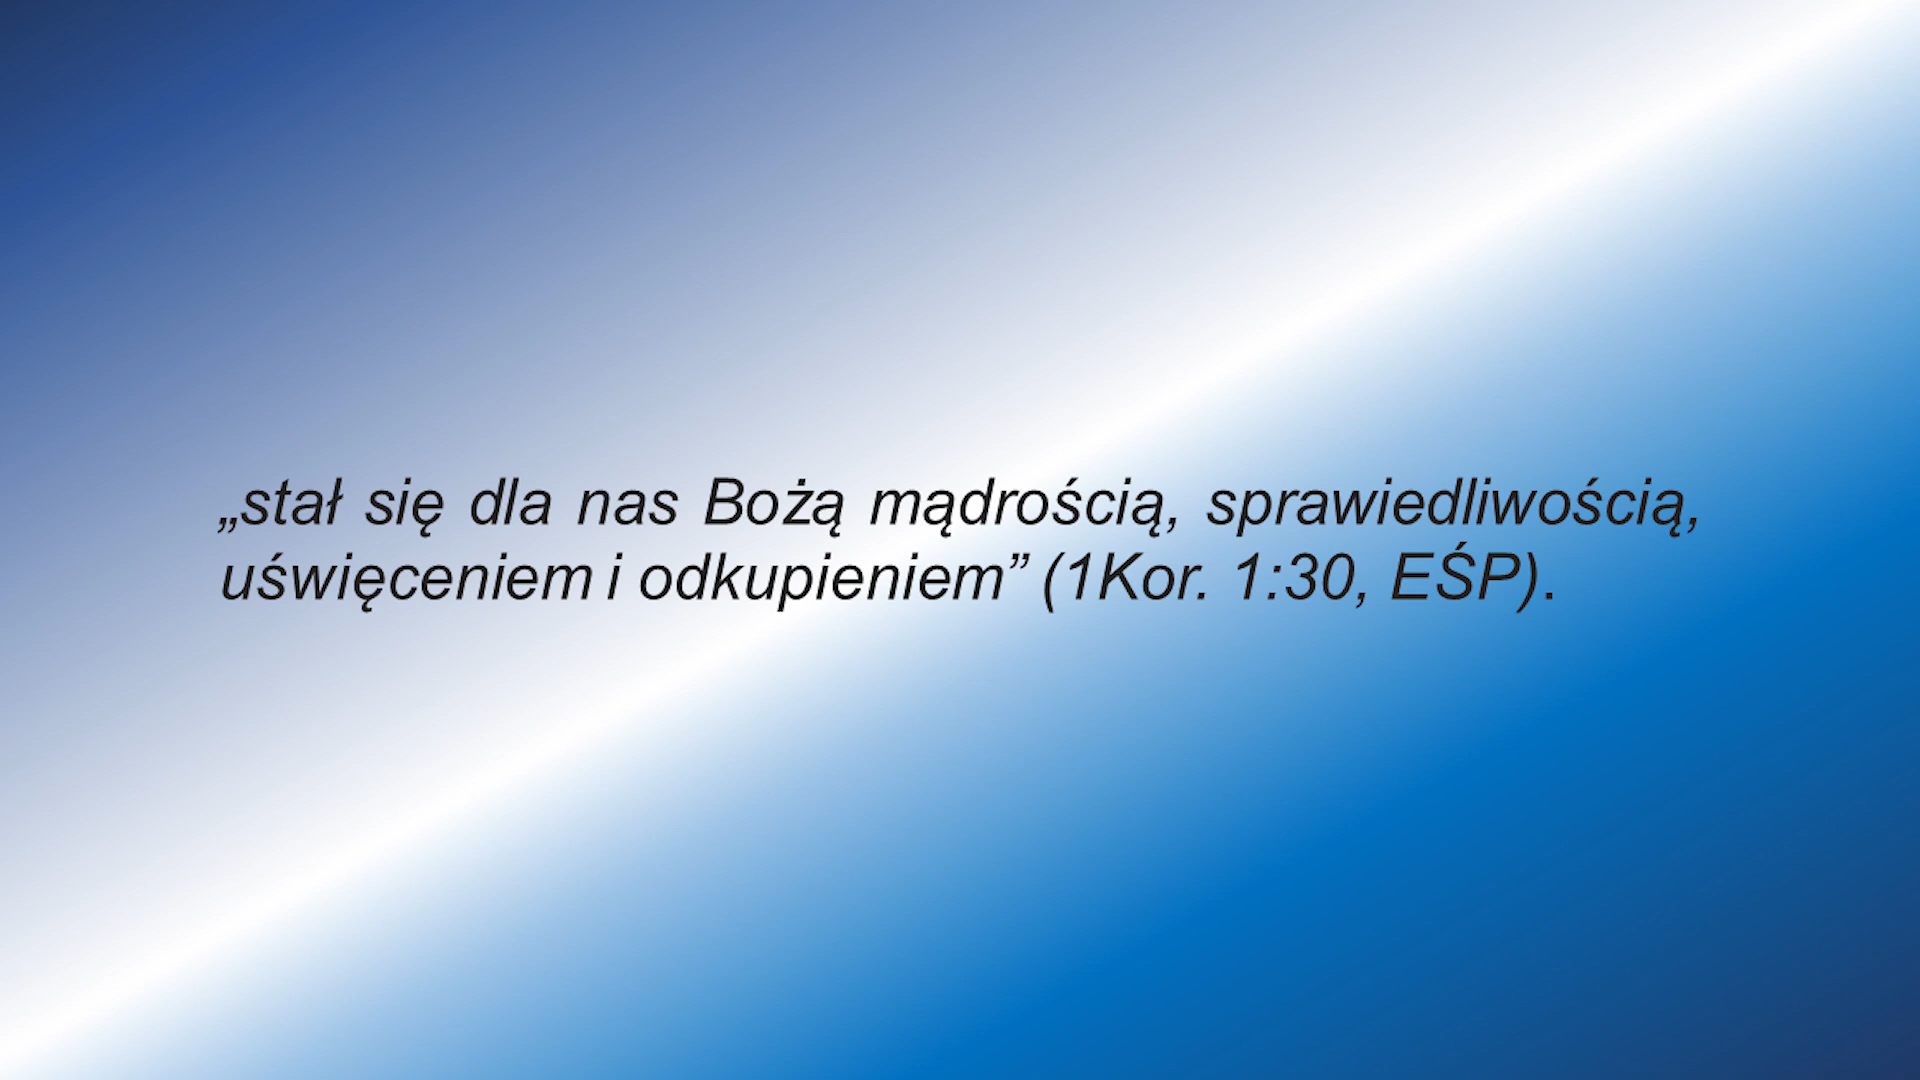 „stał się dla nas Bożą mądrością, sprawiedliwością,
uświęceniem i odkupieniem” (1Kor. 1:30, EŚP).